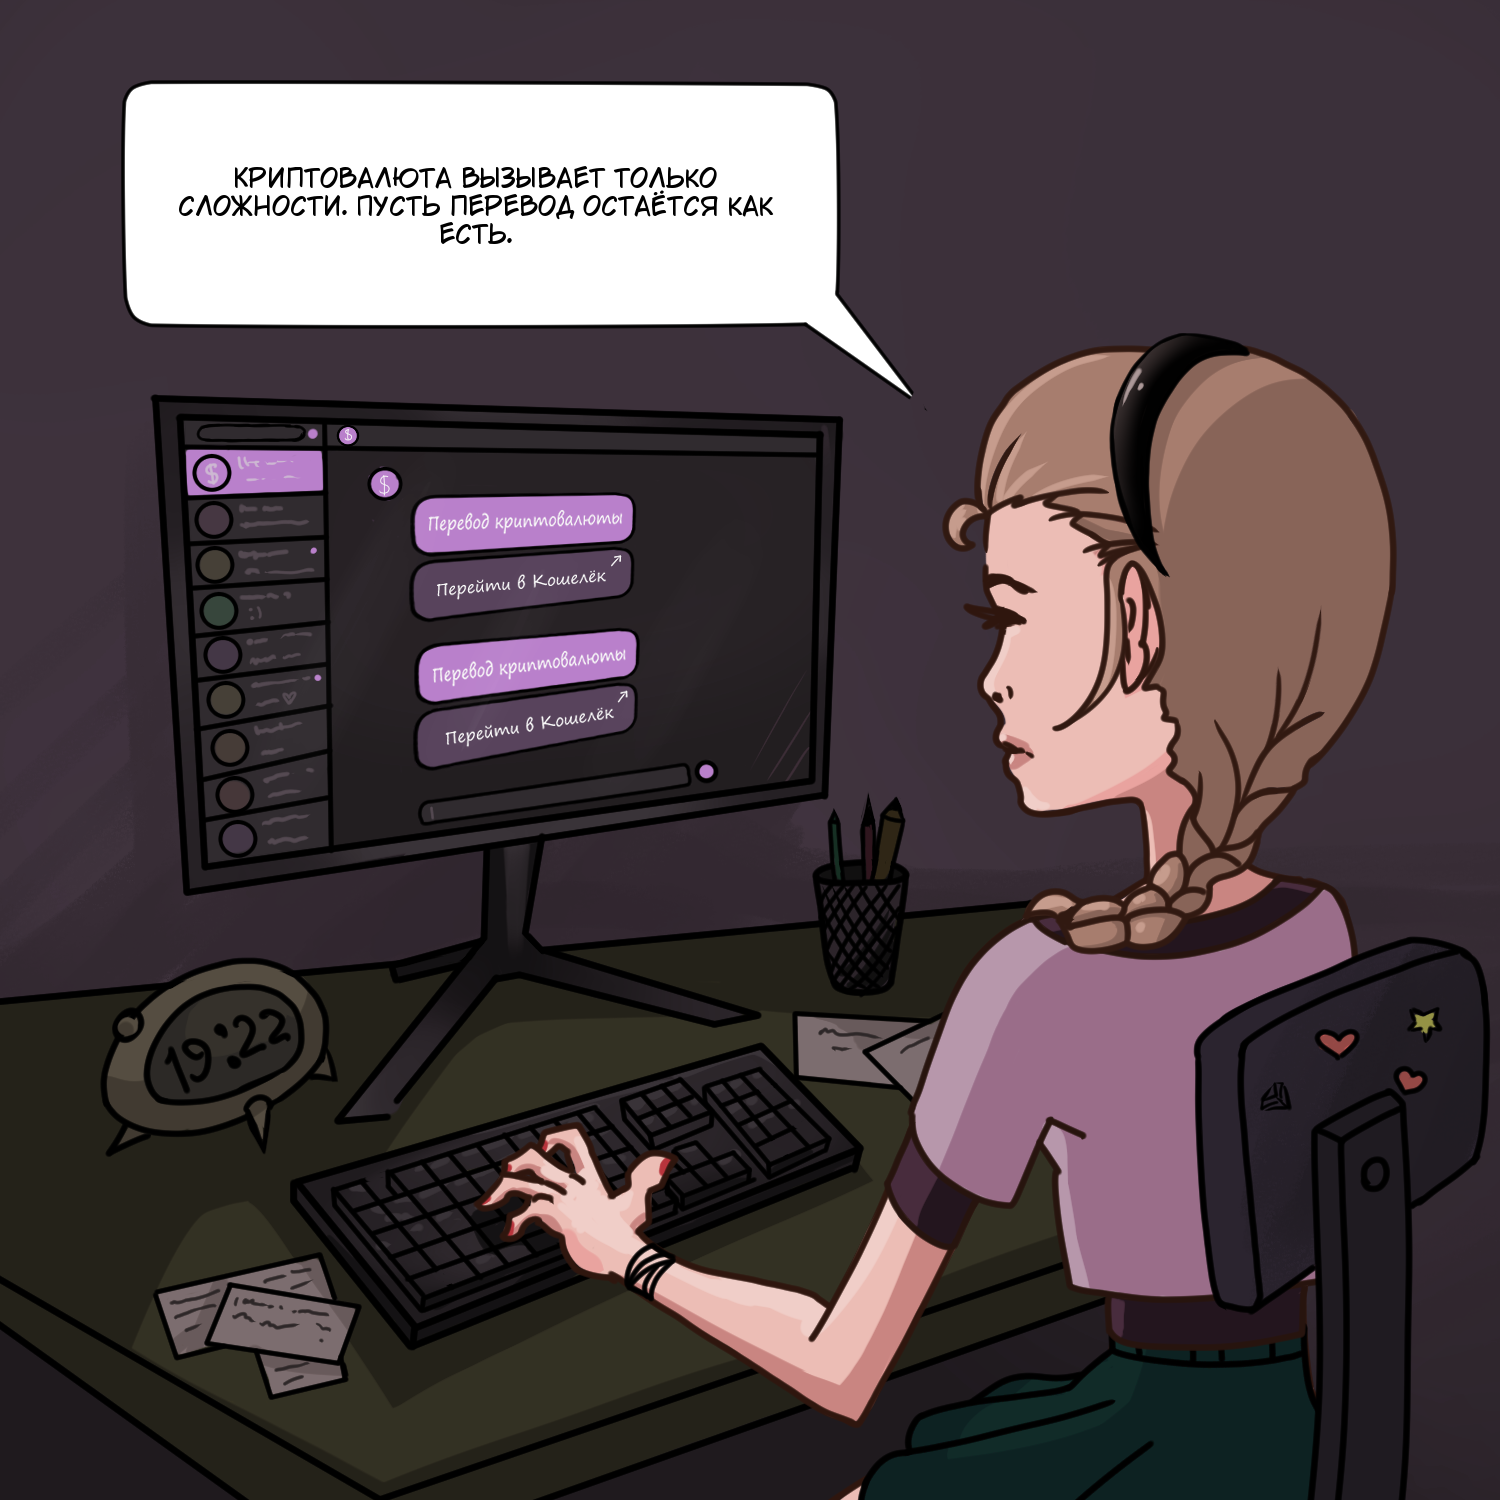 КРИПТОВАЛЮТА ВЫЗЫВАЕТ ТОЛЬКО
СЛОЖНОСТИ. ПУСТЬ ПЕРЕВОД ОСТАЁТСЯ КАК
ЕСТЬ.
$
$
$
Перевод криптовалюты
Перейти в Кошелёк
Перевод криптовалюты
Перейти в Кошелёк
:)
19:22